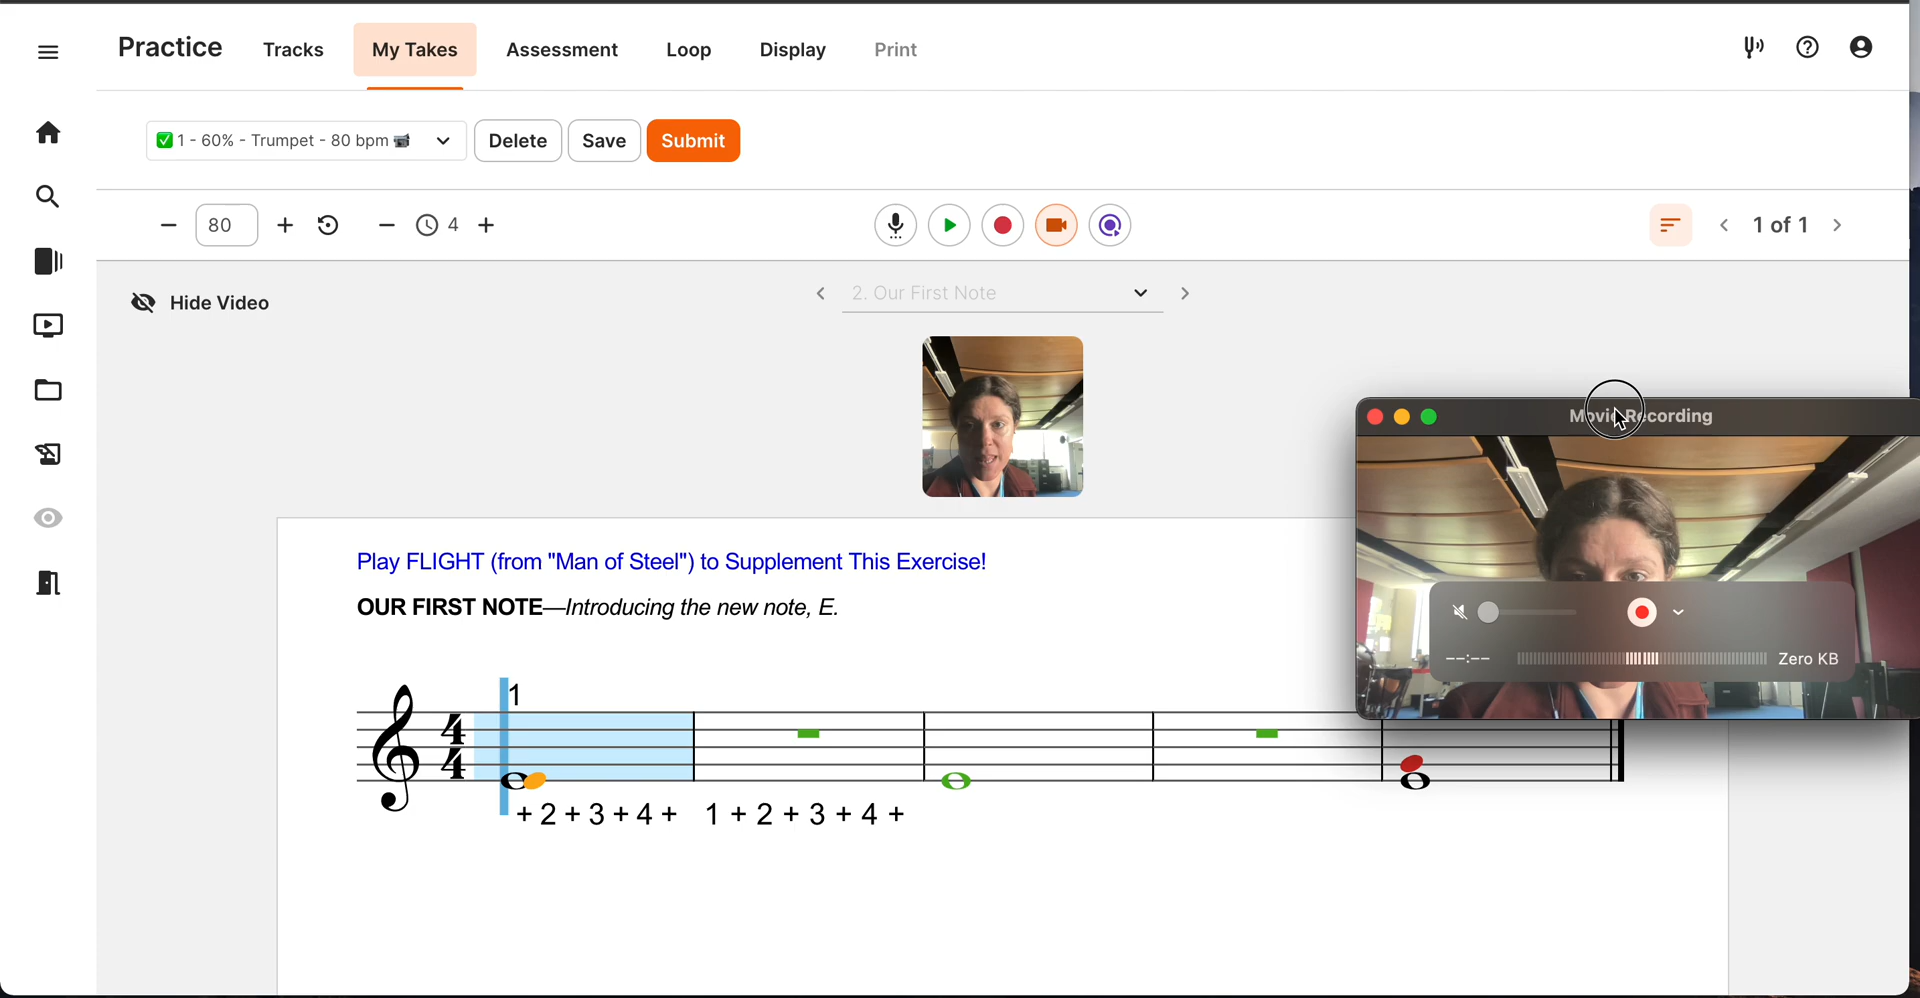 Practice Tracks My Takes Assessment Loop Display Print
✅ 1 - 60% - Trumpet - 80 bpm 📹 Delete Save Submit
80 4 1 of 1
Hide Video
2. Our First Note
Movie Recording
Play FLIGHT (from "Man of Steel") to Supplement This Exercise!
OUR FIRST NOTE—Introducing the new note, E.
--:-- Zero KB
1
4
4
+ 2 + 3 + 4 + 1 + 2 + 3 + 4 +